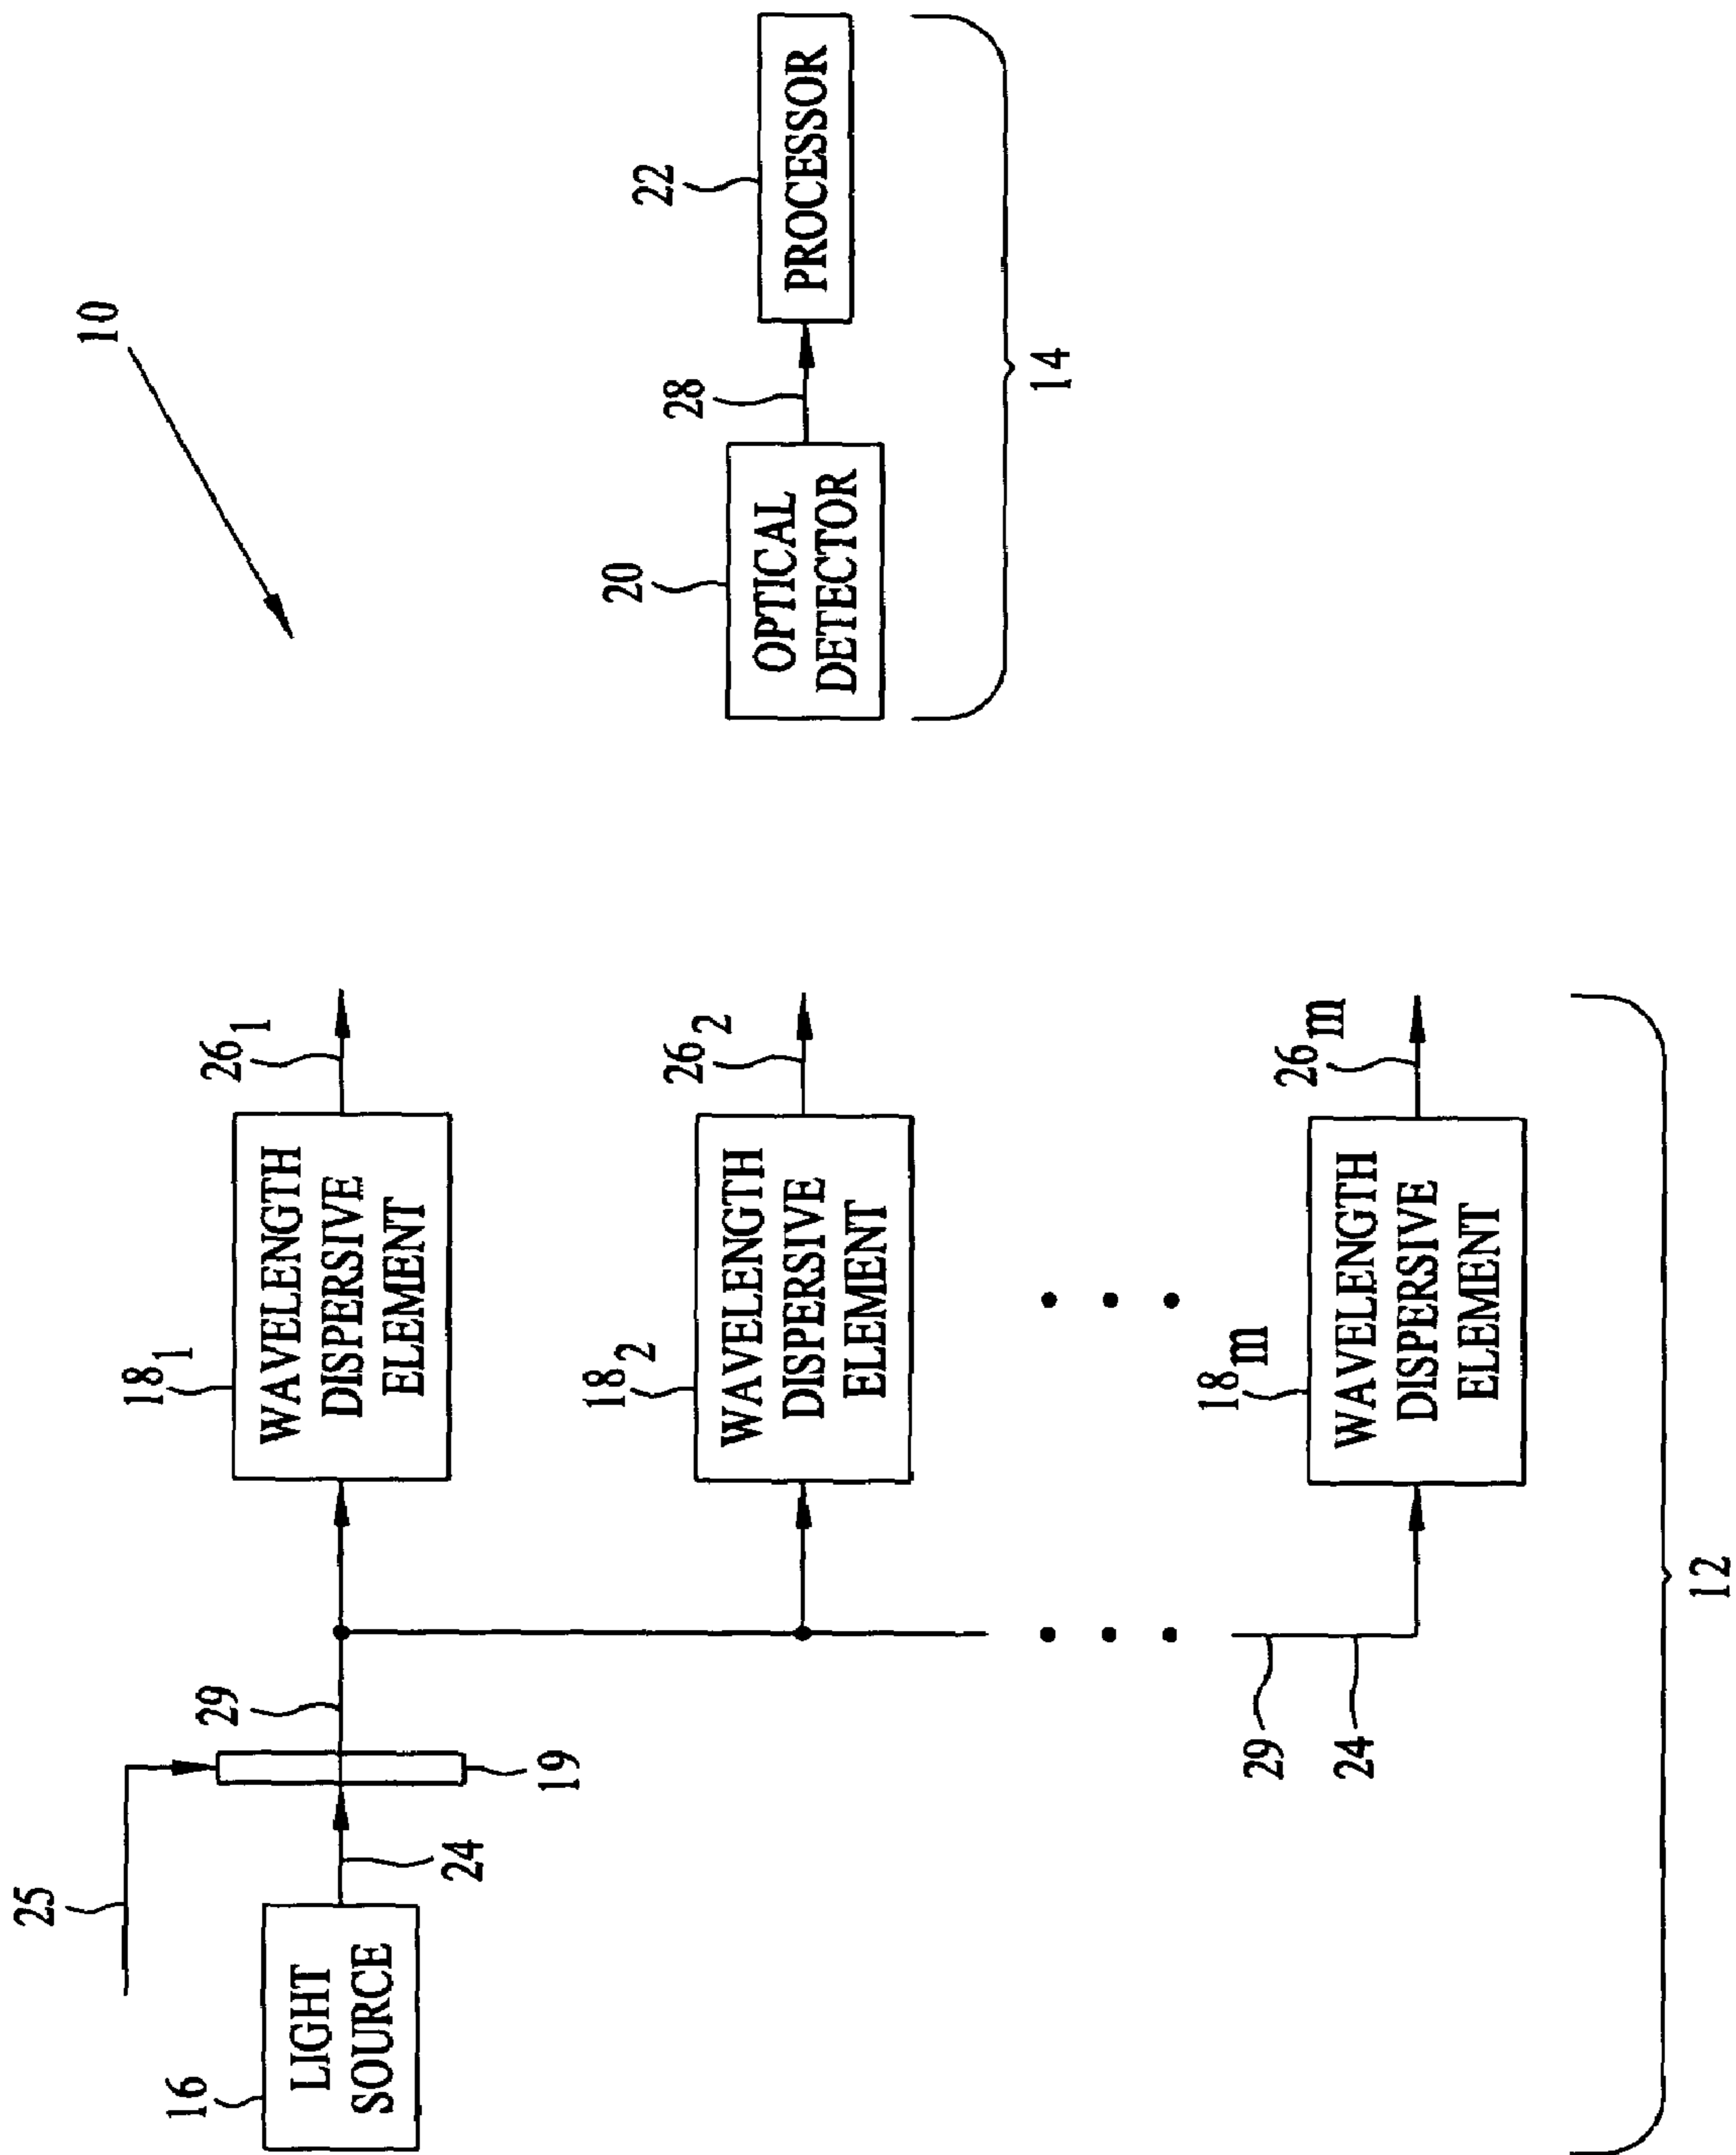 10
25
16
LIGHT
SOURCE
24
19
29
18 1
WAVELENGTH
DISPERSIVE
ELEMENT
26 1
18 2
WAVELENGTH
DISPERSIVE
ELEMENT
26 2
20
OPTICAL
DETECTOR
28
22
PROCESSOR
14
29
24
18 m
WAVELENGTH
DISPERSIVE
ELEMENT
26 m
12